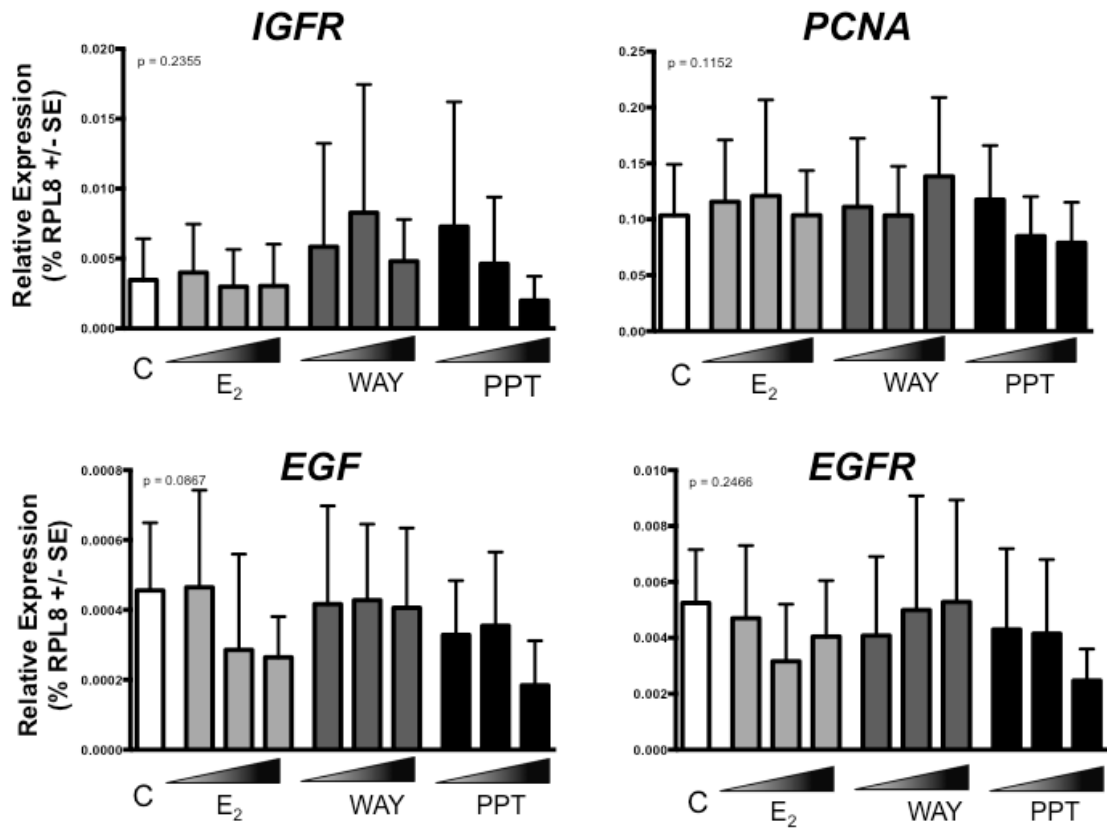 IGFR
p = 0.2355
Relative Expression
(% RPL8 +/- SE)
0.020
0.015
0.010
0.005
0.000
C
E2
WAY
PPT
PCNA
p = 0.1152
0.25
0.20
0.15
0.10
0.05
0.00
C
E2
WAY
PPT
EGF
p = 0.0867
Relative Expression
(% RPL8 +/- SE)
0.0008
0.0006
0.0004
0.0002
0.0000
C
E2
WAY
PPT
EGFR
p = 0.2466
0.010
0.008
0.006
0.004
0.002
0.000
C
E2
WAY
PPT